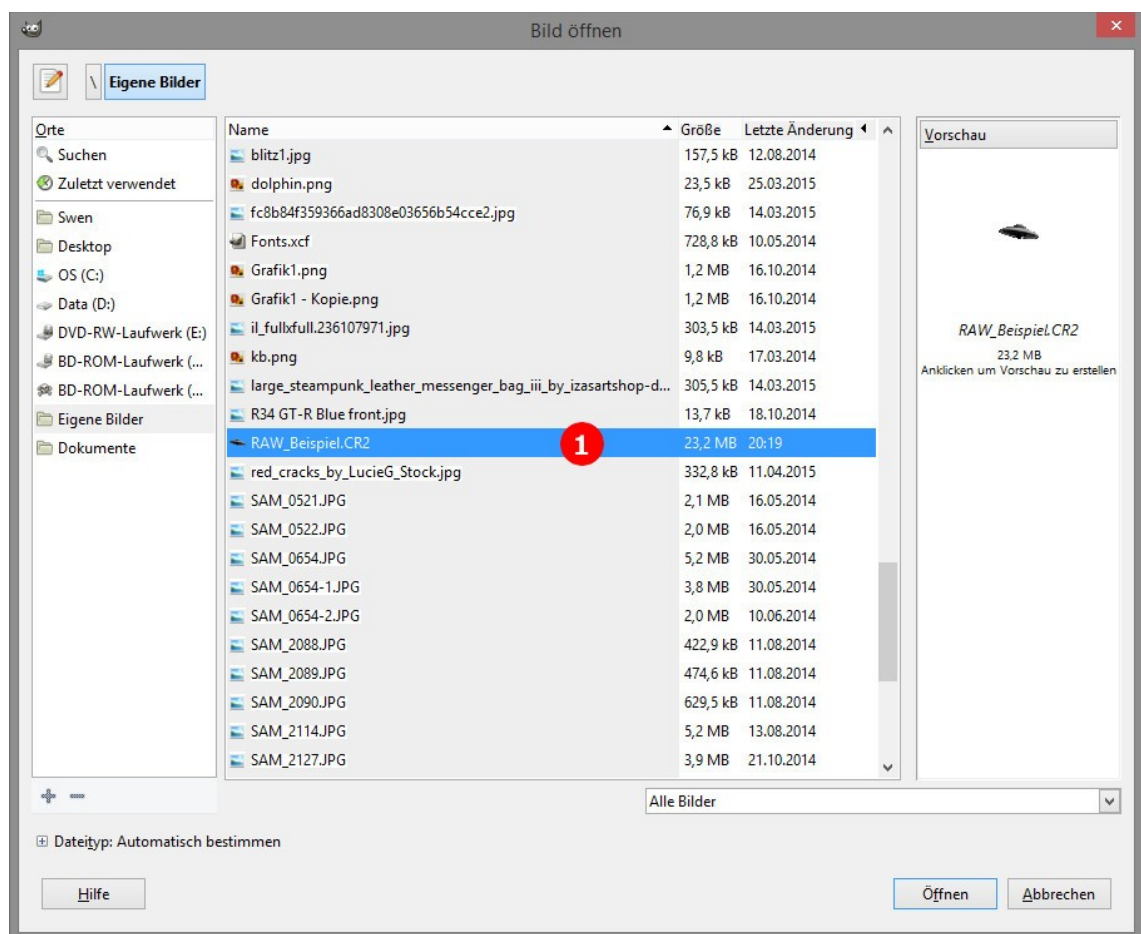 Bild öffnen
\ Eigene Bilder
Orte
Suchen
Zuletzt verwendet
Swen
Desktop
OS (C:)
Data (D:)
DVD-RW-Laufwerk (E:)
BD-ROM-Laufwerk (...
BD-ROM-Laufwerk (...
Eigene Bilder
Dokumente
Name Größe Letzte Änderung
blitz1.jpg 157,5 kB 12.08.2014
dolphin.png 23,5 kB 25.03.2015
fc8b84f359366ad8308e03656b54cce2.jpg 76,9 kB 14.03.2015
Fonts.xcf 728,8 kB 10.05.2014
Grafik1.png 1,2 MB 16.10.2014
Grafik1 - Kopie.png 1,2 MB 16.10.2014
il_fullxfull.236107971.jpg 303,5 kB 14.03.2015
kb.png 9,8 kB 17.03.2014
large_steampunk_leather_messenger_bag_iii_by_izasartshop-d... 305,5 kB 14.03.2015
R34 GT-R Blue front.jpg 13,7 kB 18.10.2014
RAW_Beispiel.CR2 1 23,2 MB 20:19
red_cracks_by_LucieG_Stock.jpg 332,8 kB 11.04.2015
SAM_0521.JPG 2,1 MB 16.05.2014
SAM_0522.JPG 2,0 MB 16.05.2014
SAM_0654.JPG 5,2 MB 30.05.2014
SAM_0654-1.JPG 3,8 MB 30.05.2014
SAM_0654-2.JPG 2,0 MB 10.06.2014
SAM_2088.JPG 422,9 kB 11.08.2014
SAM_2089.JPG 474,6 kB 11.08.2014
SAM_2090.JPG 629,5 kB 11.08.2014
SAM_2114.JPG 5,2 MB 13.08.2014
SAM_2127.JPG 3,9 MB 21.10.2014
Vorschau
RAW_Beispiel.CR2
23,2 MB
Anklicken um Vorschau zu erstellen
Alle Bilder
Dateityp: Automatisch bestimmen
Hilfe Öffnen Abbrechen